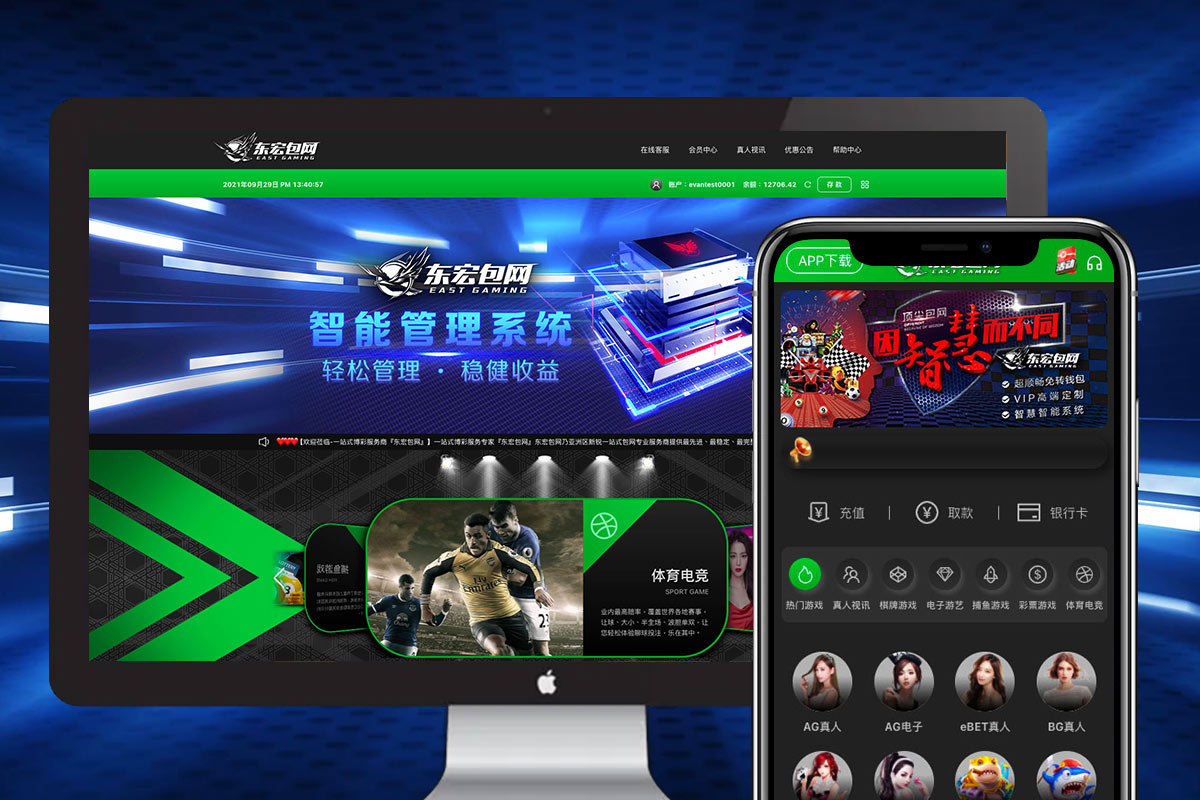 东宏包网
EAST GAMING
在线客服 会员中心 真人视讯 优惠公告 帮助中心
2021年09月29日 PM 13:40:57
账户：evantest0001 余额：12706.42 存款
东宏包网
EAST GAMING
智能管理系统
轻松管理 · 稳健收益
【欢迎莅临-一站式博彩服务商『东宏包网』】一站式博彩服务专家『东宏包网』东宏包网乃亚洲区新锐一站式包网专业服务商提供最先进、最稳定、最完
LOTTERY
3
Fly
Emirates
23
体育电竞
SPORT GAME
业内最高赔率，覆盖世界各地赛事，
让球、大小、半全场、波胆单双，让
您轻松体验聊球投注，乐在其中。
APP下载
EAST GAMING
活动
顶尖包网
因智慧而不同
东宏包网
EAST GAMING
超顺畅免转钱包
VIP高端定制
智慧智能系统
充值 取款 银行卡
热门游戏 真人视讯 棋牌游戏 电子游艺 捕鱼游戏 彩票游戏 体育电竞
AG真人 AG电子 eBET真人 BG真人